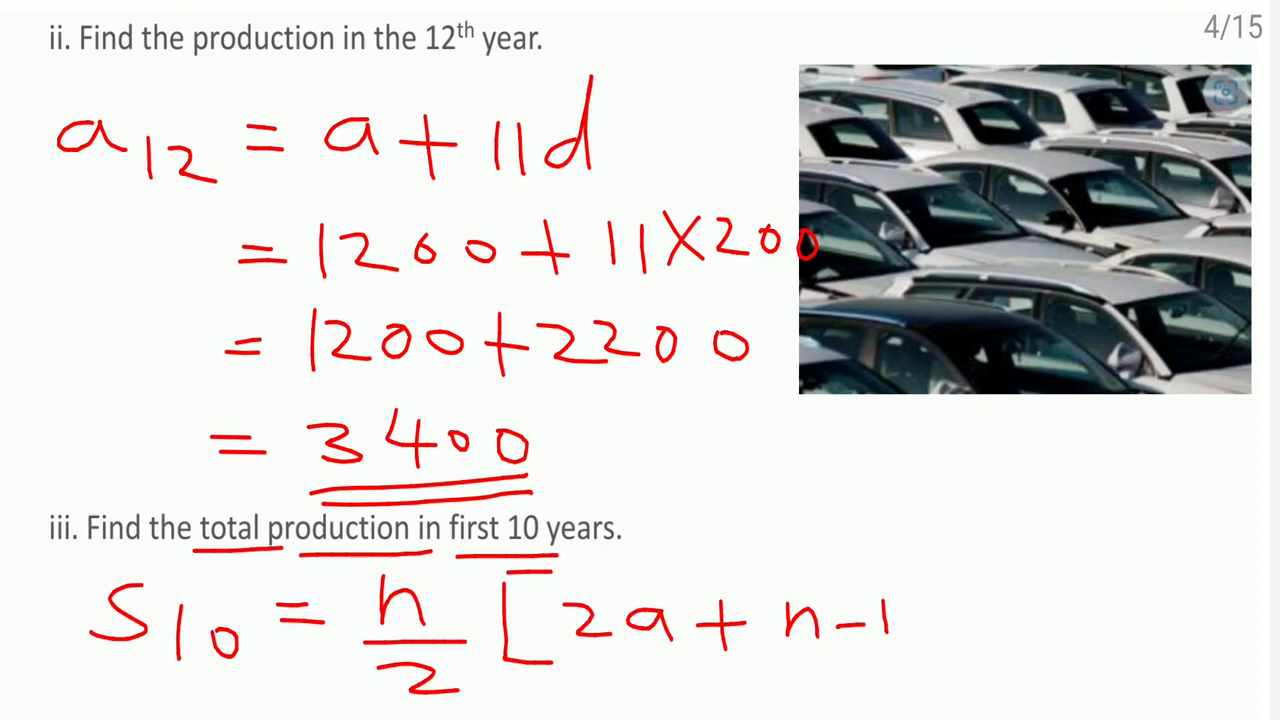 ii. Find the production in the 12th year.
4/15
a12 = a + 11d
= 1200 + 11 X 200
= 1200 + 2200
= 3400
iii. Find the total production in first 10 years.
S10 = n/2 [ 2a + n - 1